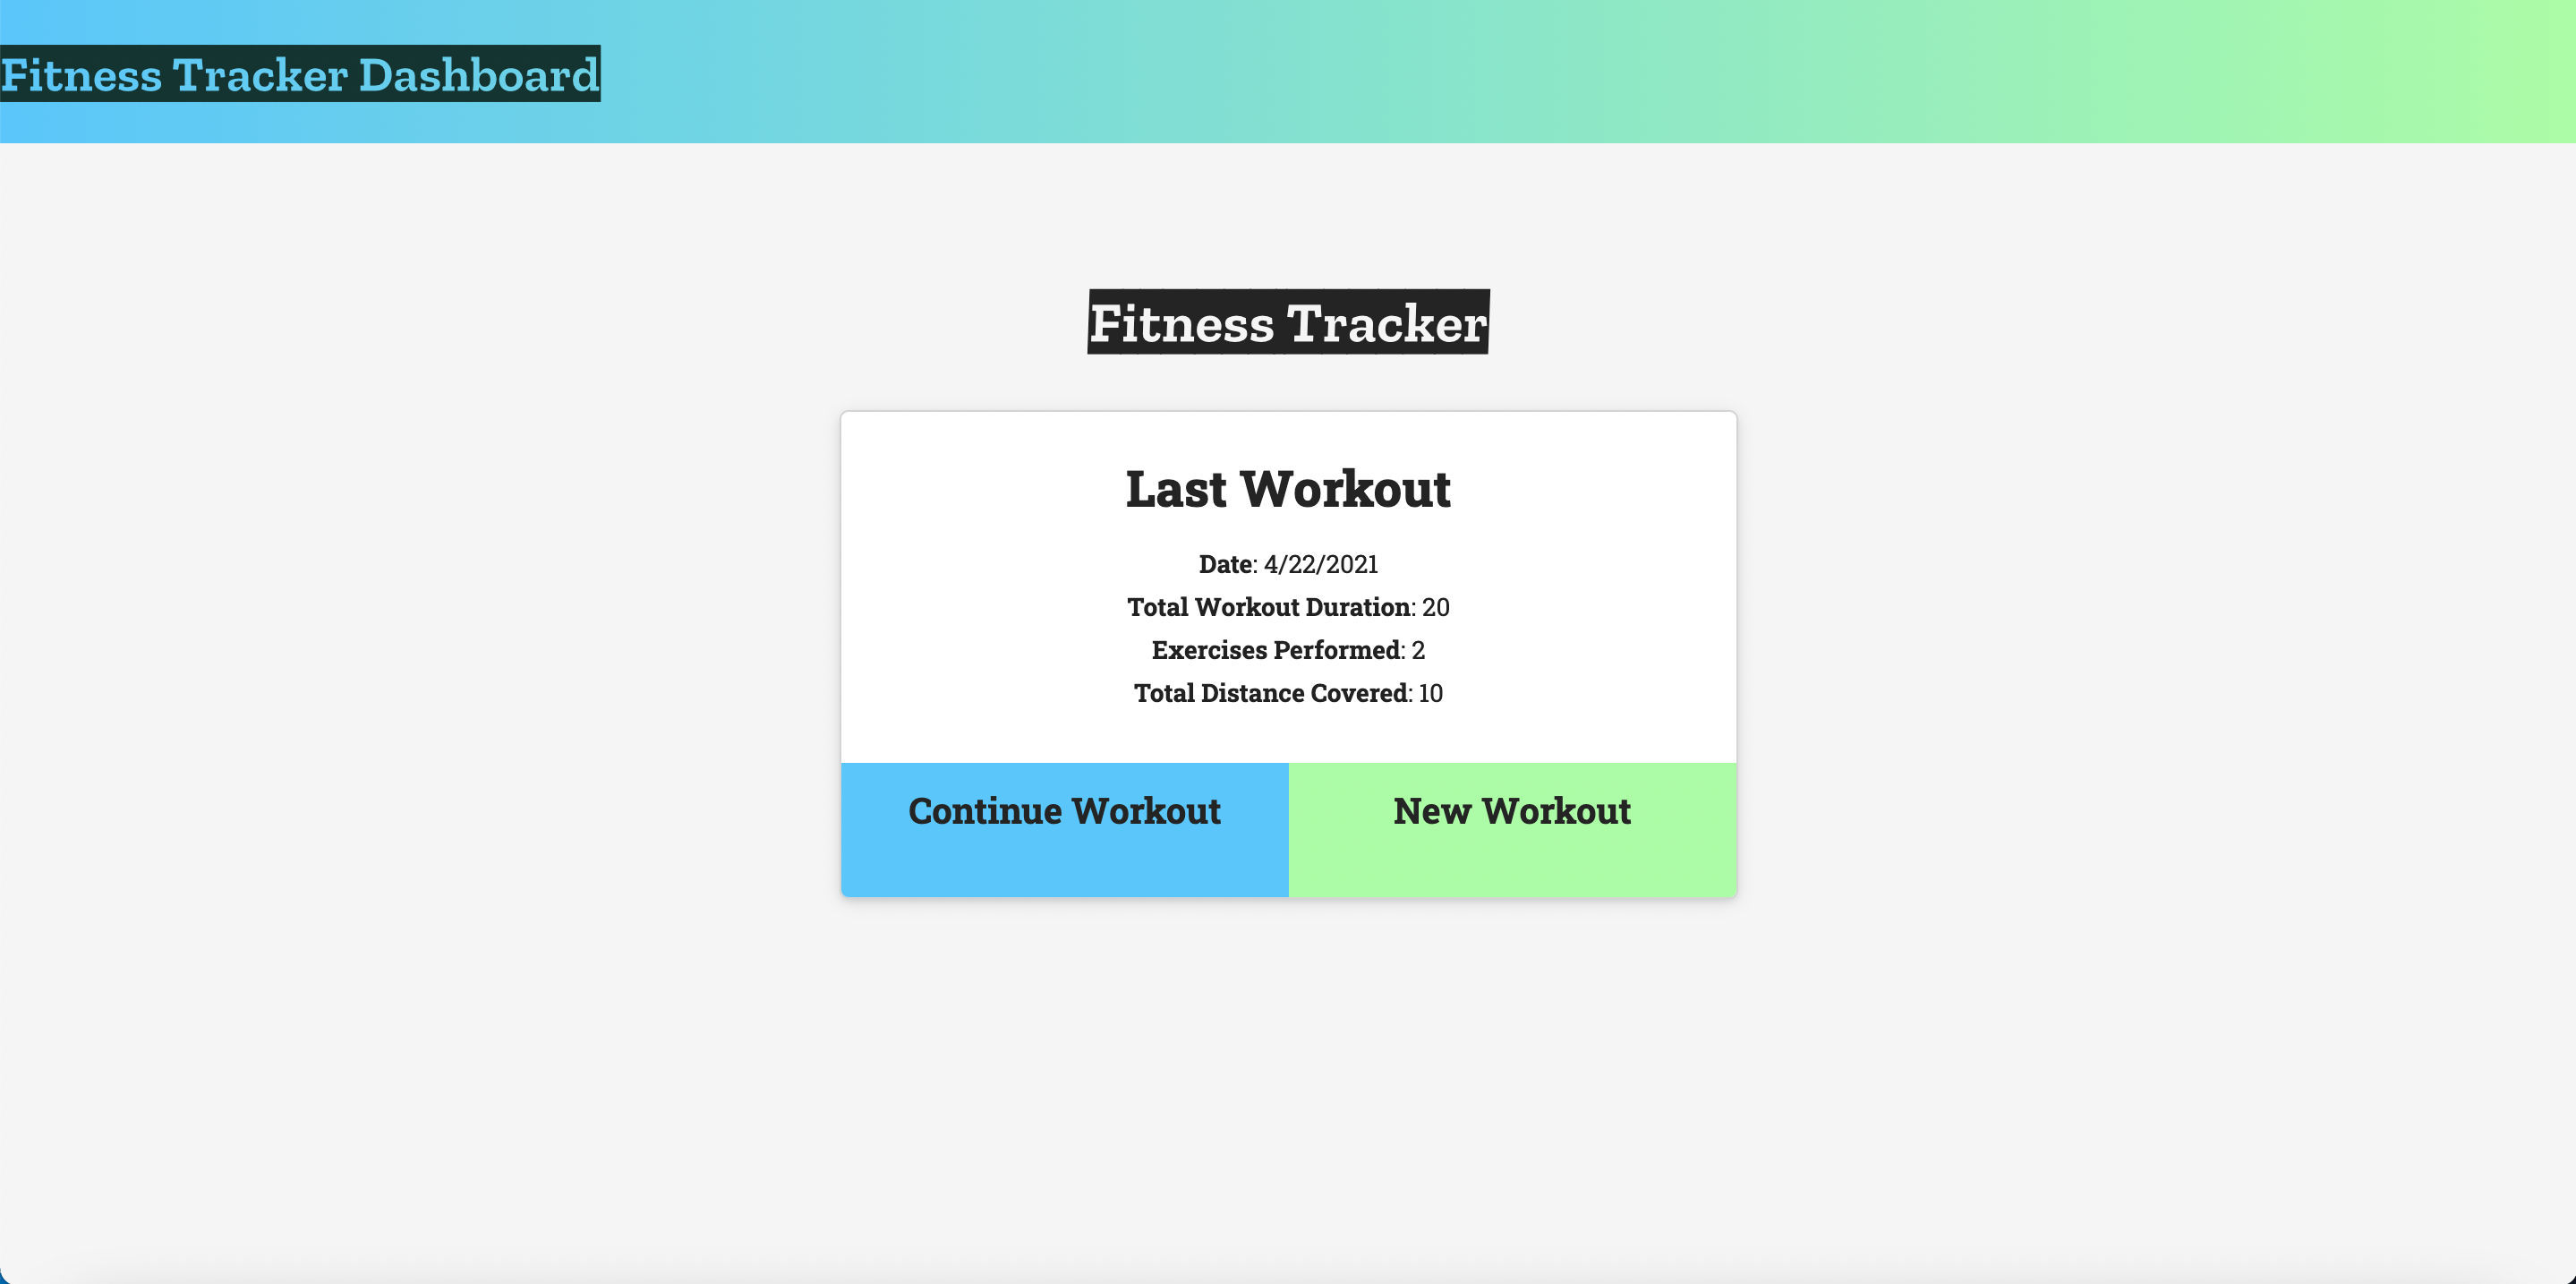 Fitness Tracker Dashboard
Fitness Tracker
Last Workout
Date: 4/22/2021
Total Workout Duration: 20
Exercises Performed: 2
Total Distance Covered: 10
Continue Workout
New Workout